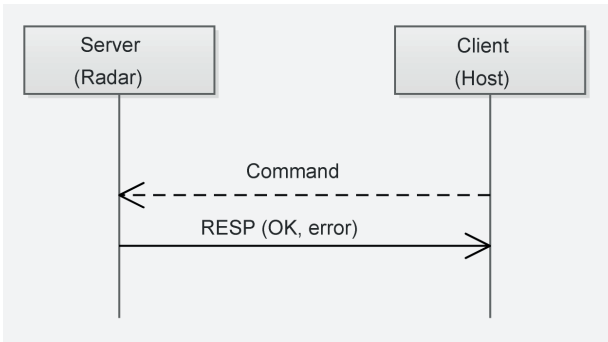 Server
(Radar)
Client
(Host)
Command
RESP (OK, error)